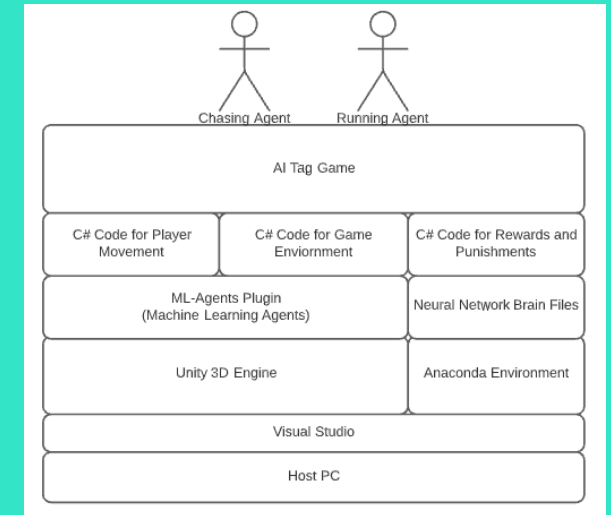 Chasing Agent
Running Agent
AI Tag Game
C# Code for Player
Movement
C# Code for Game
Enviornment
C# Code for Rewards and
Punishments
ML-Agents Plugin
(Machine Learning Agents)
Neural Network Brain Files
Unity 3D Engine
Anaconda Environment
Visual Studio
Host PC